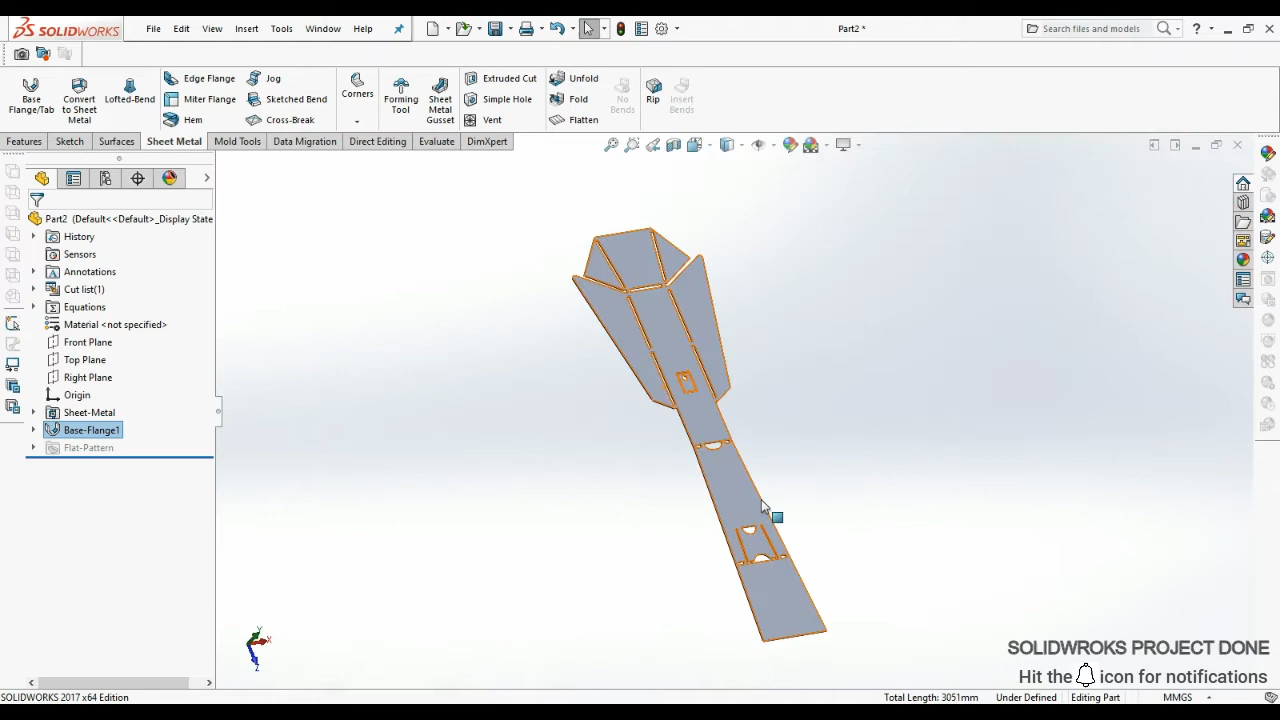 SOLIDWORKS File Edit View Insert Tools Window Help Part2 * Search files and models ?
Base Flange/Tab
Convert to Sheet Metal
Lofted-Bend
Edge Flange
Miter Flange
Hem
Jog
Sketched Bend
Cross-Break
Corners
Forming Tool
Sheet Metal Gusset
Extruded Cut
Simple Hole
Vent
Unfold
Fold
Flatten
No Bends
Rip
Insert Bends
Features Sketch Surfaces Sheet Metal Mold Tools Data Migration Direct Editing Evaluate DimXpert
Part2 (Default<<Default>_Display State
History
Sensors
Annotations
Cut list(1)
Equations
Material <not specified>
Front Plane
Top Plane
Right Plane
Origin
Sheet-Metal
Base-Flange1
Flat-Pattern
Y
X
Z
SOLIDWROKS PROJECT DONE
Hit the icon for notifications
SOLIDWORKS 2017 x64 Edition Total Length: 3051mm Under Defined Editing Part MMGS